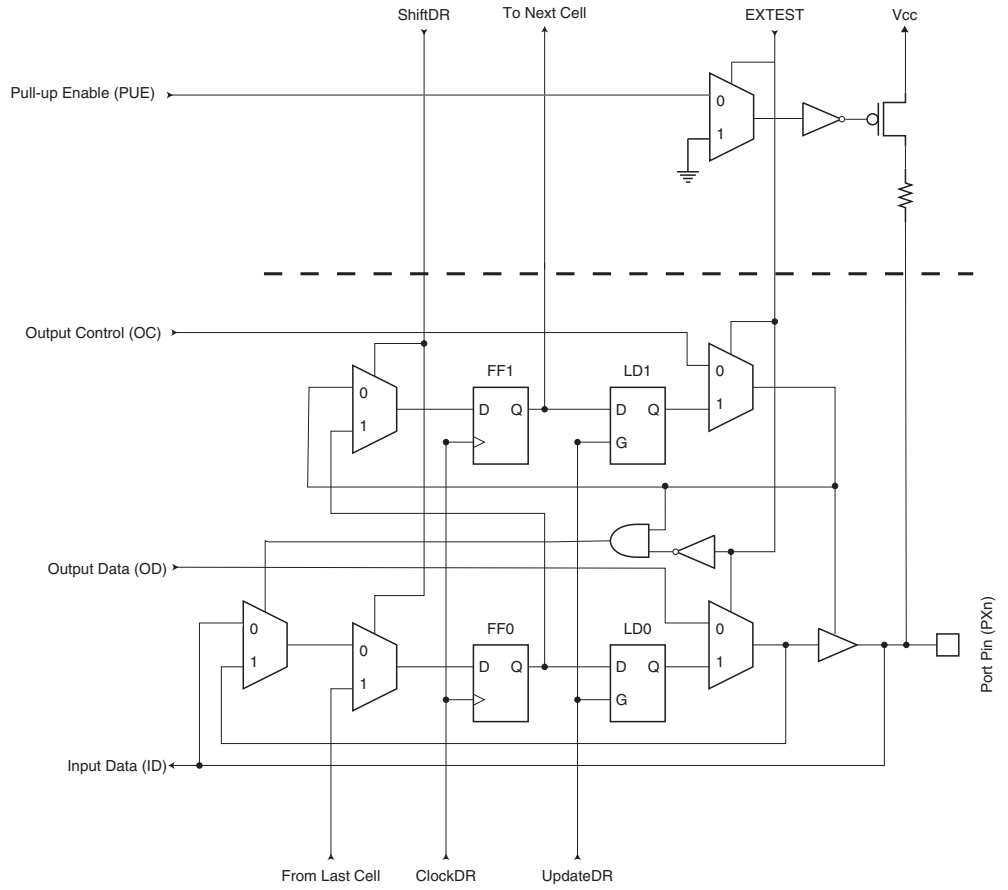 ShiftDR
To Next Cell
EXTEST
Vcc
Pull-up Enable (PUE)
0
1
Output Control (OC)
FF1
LD1
0
0
1
D Q
D Q
1
G
Output Data (OD)
FF0
LD0
0
0
0
1
1
D Q
D Q
1
G
Port Pin (PXn)
Input Data (ID)
From Last Cell
ClockDR
UpdateDR